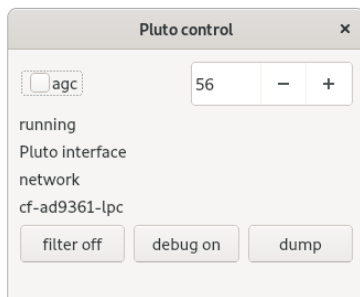 Pluto control ×
agc 56 − +
running
Pluto interface
network
cf-ad9361-lpc
filter off debug on dump